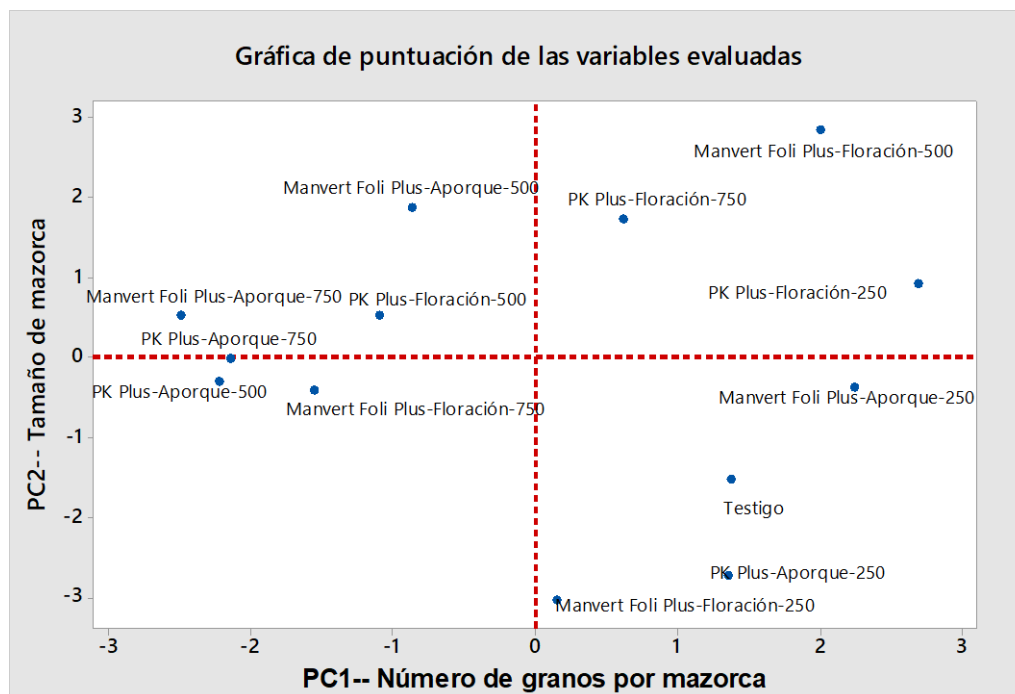 Gráfica de puntuación de las variables evaluadas
3
Manvert Foli Plus-Floración-500
Manvert Foli Plus-Aporque-500
2
PK Plus-Floración-750
1
PK Plus-Floración-250
Manvert Foli Plus-Aporque-750
PK Plus-Floración-500
PK Plus-Aporque-750
0
PK Plus-Aporque-500
Manvert Foli Plus-Aporque-250
Manvert Foli Plus-Floración-750
-1
Testigo
-2
PK Plus-Aporque-250
-3
Manvert Foli Plus-Floración-250
PC2-- Tamaño de mazorca
-3 -2 -1 0 1 2 3
PC1-- Número de granos por mazorca